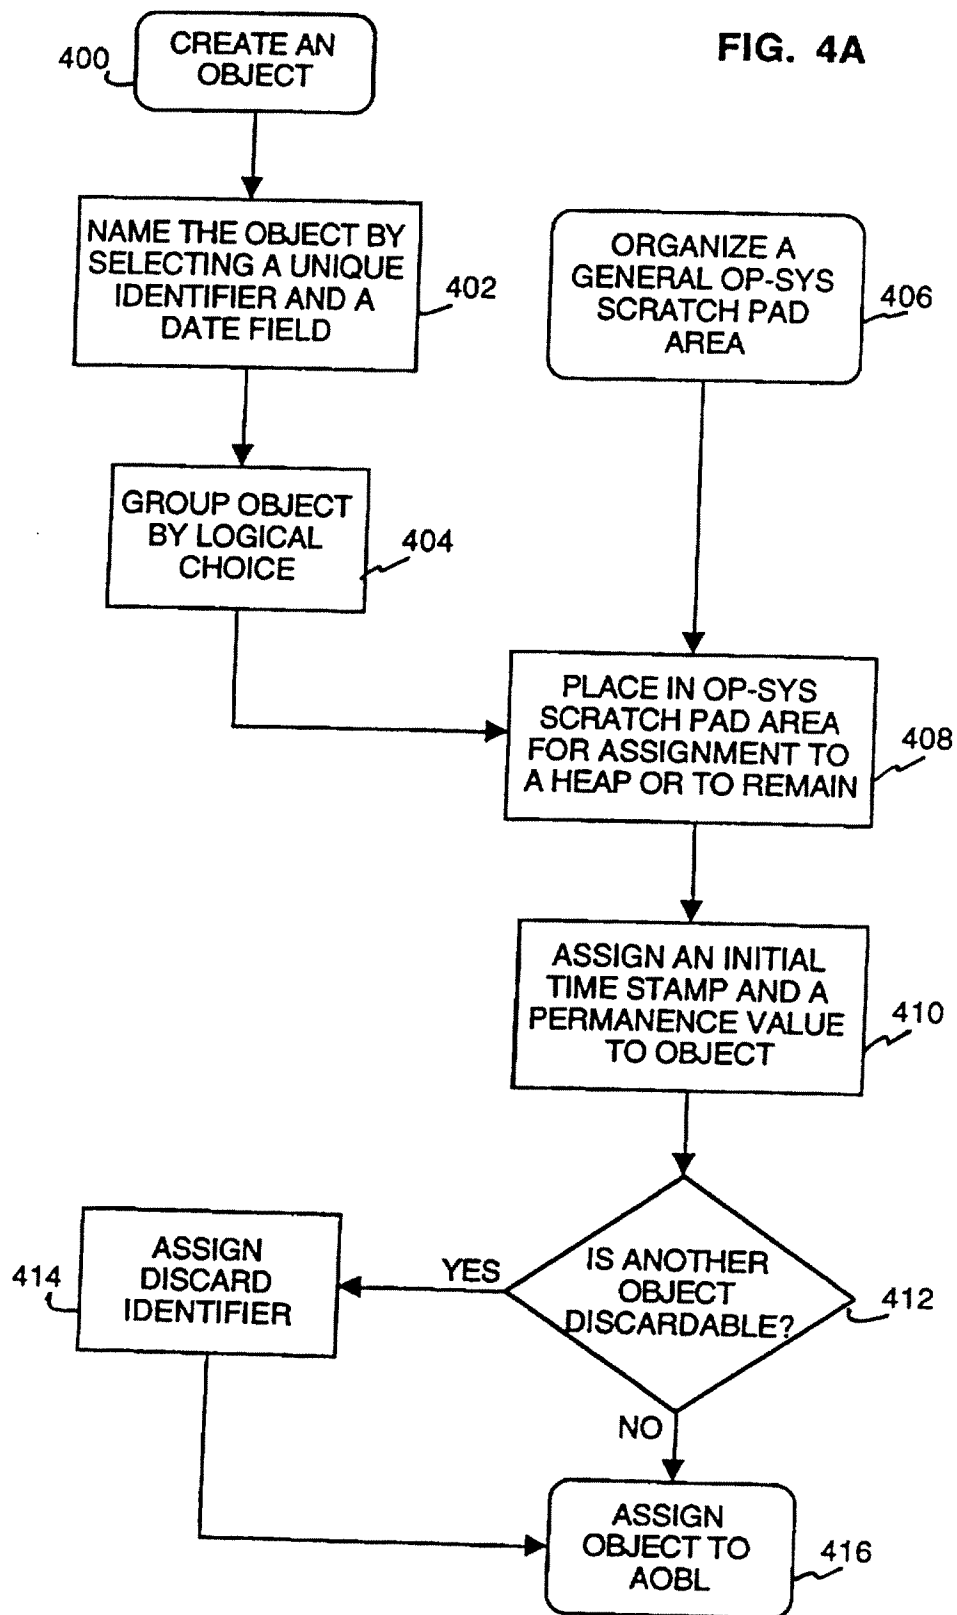 FIG. 4A
400
CREATE AN
OBJECT
NAME THE OBJECT BY
SELECTING A UNIQUE
IDENTIFIER AND A
DATE FIELD
402
ORGANIZE A
GENERAL OP-SYS
SCRATCH PAD
AREA
406
GROUP OBJECT
BY LOGICAL
CHOICE
404
PLACE IN OP-SYS
SCRATCH PAD AREA
FOR ASSIGNMENT TO
A HEAP OR TO REMAIN
408
ASSIGN AN INITIAL
TIME STAMP AND A
PERMANENCE VALUE
TO OBJECT
410
IS ANOTHER
OBJECT
DISCARDABLE?
412
YES
414
ASSIGN
DISCARD
IDENTIFIER
NO
ASSIGN
OBJECT TO
AOBL
416